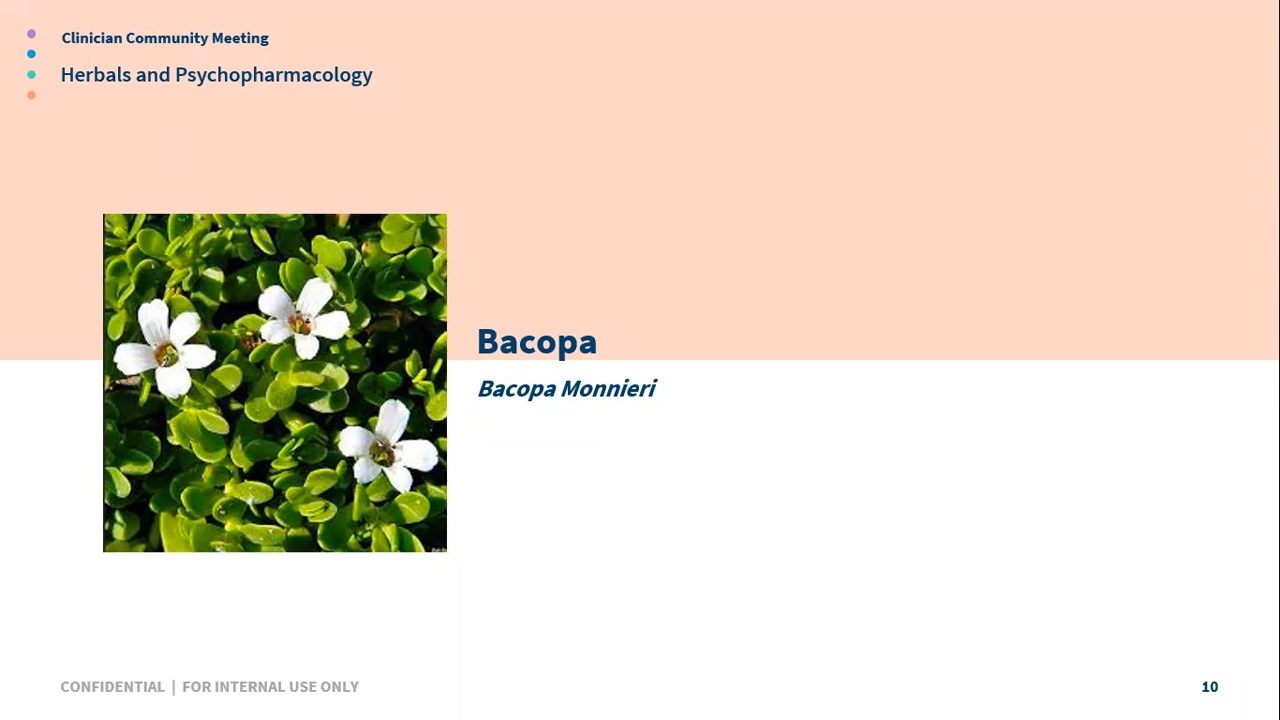 Clinician Community Meeting
Herbals and Psychopharmacology
Bacopa
Bacopa Monnieri
CONFIDENTIAL | FOR INTERNAL USE ONLY
10